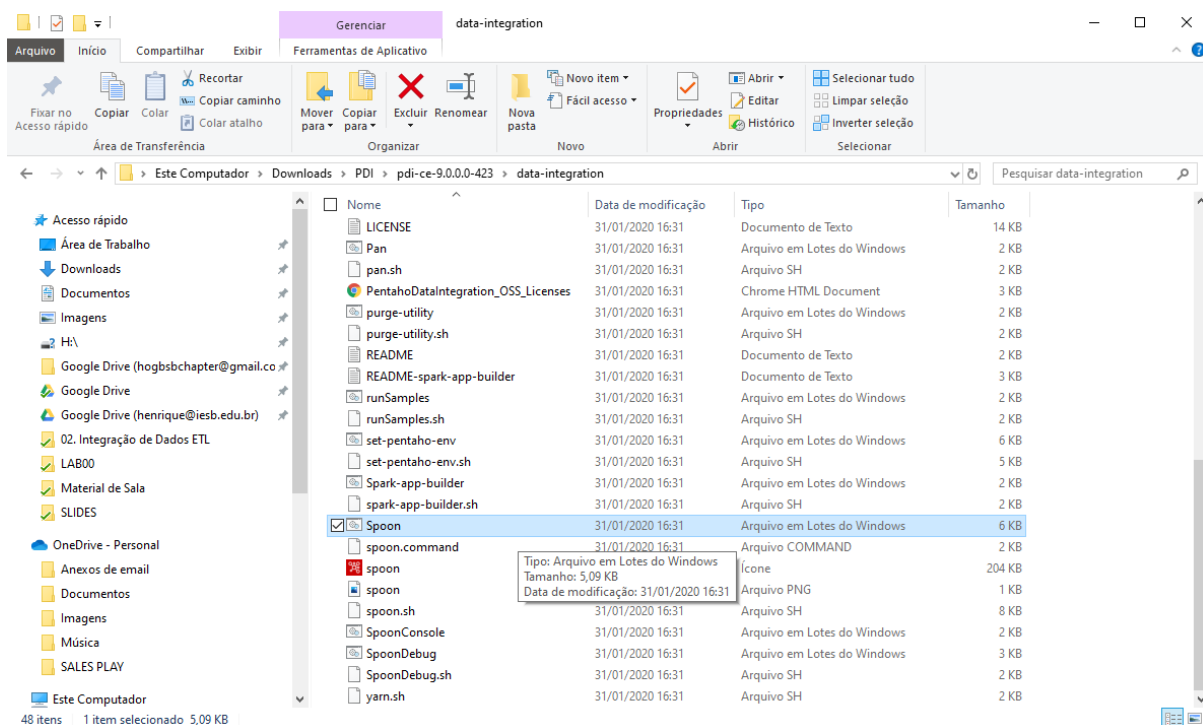 Gerenciar data-integration
Arquivo Início Compartilhar Exibir Ferramentas de Aplicativo
Fixar no
Acesso rápido
Copiar
Colar
Recortar
Copiar caminho
Colar atalho
Área de Transferência
Mover
para
Copiar
para
Excluir
Renomear
Organizar
Nova
pasta
Novo item
Fácil acesso
Novo
Propriedades
Abrir
Editar
Histórico
Abrir
Selecionar tudo
Limpar seleção
Inverter seleção
Selecionar
Este Computador > Downloads > PDI > pdi-ce-9.0.0.0-423 > data-integration
Pesquisar data-integration
Acesso rápido
Área de Trabalho
Downloads
Documentos
Imagens
H:\
Google Drive (hogbsbchapter@gmail.co
Google Drive
Google Drive (henrique@iesb.edu.br)
02. Integração de Dados ETL
LAB00
Material de Sala
SLIDES
OneDrive - Personal
Anexos de email
Documentos
Imagens
Música
SALES PLAY
Este Computador
Nome Data de modificação Tipo Tamanho
LICENSE 31/01/2020 16:31 Documento de Texto 14 KB
Pan 31/01/2020 16:31 Arquivo em Lotes do Windows 2 KB
pan.sh 31/01/2020 16:31 Arquivo SH 2 KB
PentahoDataIntegration_OSS_Licenses 31/01/2020 16:31 Chrome HTML Document 3 KB
purge-utility 31/01/2020 16:31 Arquivo em Lotes do Windows 2 KB
purge-utility.sh 31/01/2020 16:31 Arquivo SH 2 KB
README 31/01/2020 16:31 Documento de Texto 2 KB
README-spark-app-builder 31/01/2020 16:31 Documento de Texto 3 KB
runSamples 31/01/2020 16:31 Arquivo em Lotes do Windows 2 KB
runSamples.sh 31/01/2020 16:31 Arquivo SH 2 KB
set-pentaho-env 31/01/2020 16:31 Arquivo em Lotes do Windows 6 KB
set-pentaho-env.sh 31/01/2020 16:31 Arquivo SH 5 KB
Spark-app-builder 31/01/2020 16:31 Arquivo em Lotes do Windows 2 KB
spark-app-builder.sh 31/01/2020 16:31 Arquivo SH 2 KB
Spoon 31/01/2020 16:31 Arquivo em Lotes do Windows 6 KB
spoon.command 31/01/2020 16:31 Arquivo COMMAND 2 KB
spoon Ícone 204 KB
spoon Arquivo PNG 1 KB
Tipo: Arquivo em Lotes do Windows
Tamanho: 5,09 KB
Data de modificação: 31/01/2020 16:31
spoon.sh 31/01/2020 16:31 Arquivo SH 8 KB
SpoonConsole 31/01/2020 16:31 Arquivo em Lotes do Windows 2 KB
SpoonDebug 31/01/2020 16:31 Arquivo em Lotes do Windows 3 KB
SpoonDebug.sh 31/01/2020 16:31 Arquivo SH 2 KB
yarn.sh 31/01/2020 16:31 Arquivo SH 2 KB
48 itens 1 item selecionado 5,09 KB